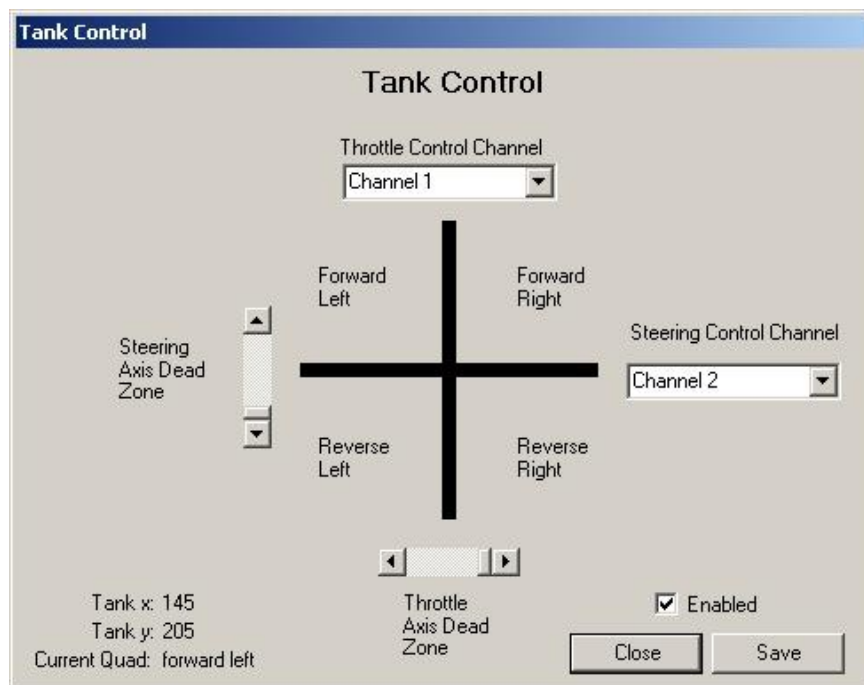 Tank Control
Tank Control
Throttle Control Channel
Channel 1
Forward
Left
Forward
Right
Steering
Axis Dead
Zone
Steering Control Channel
Channel 2
Reverse
Left
Reverse
Right
Tank x: 145
Tank y: 205
Current Quad: forward left
Throttle
Axis Dead
Zone
Enabled
Close
Save